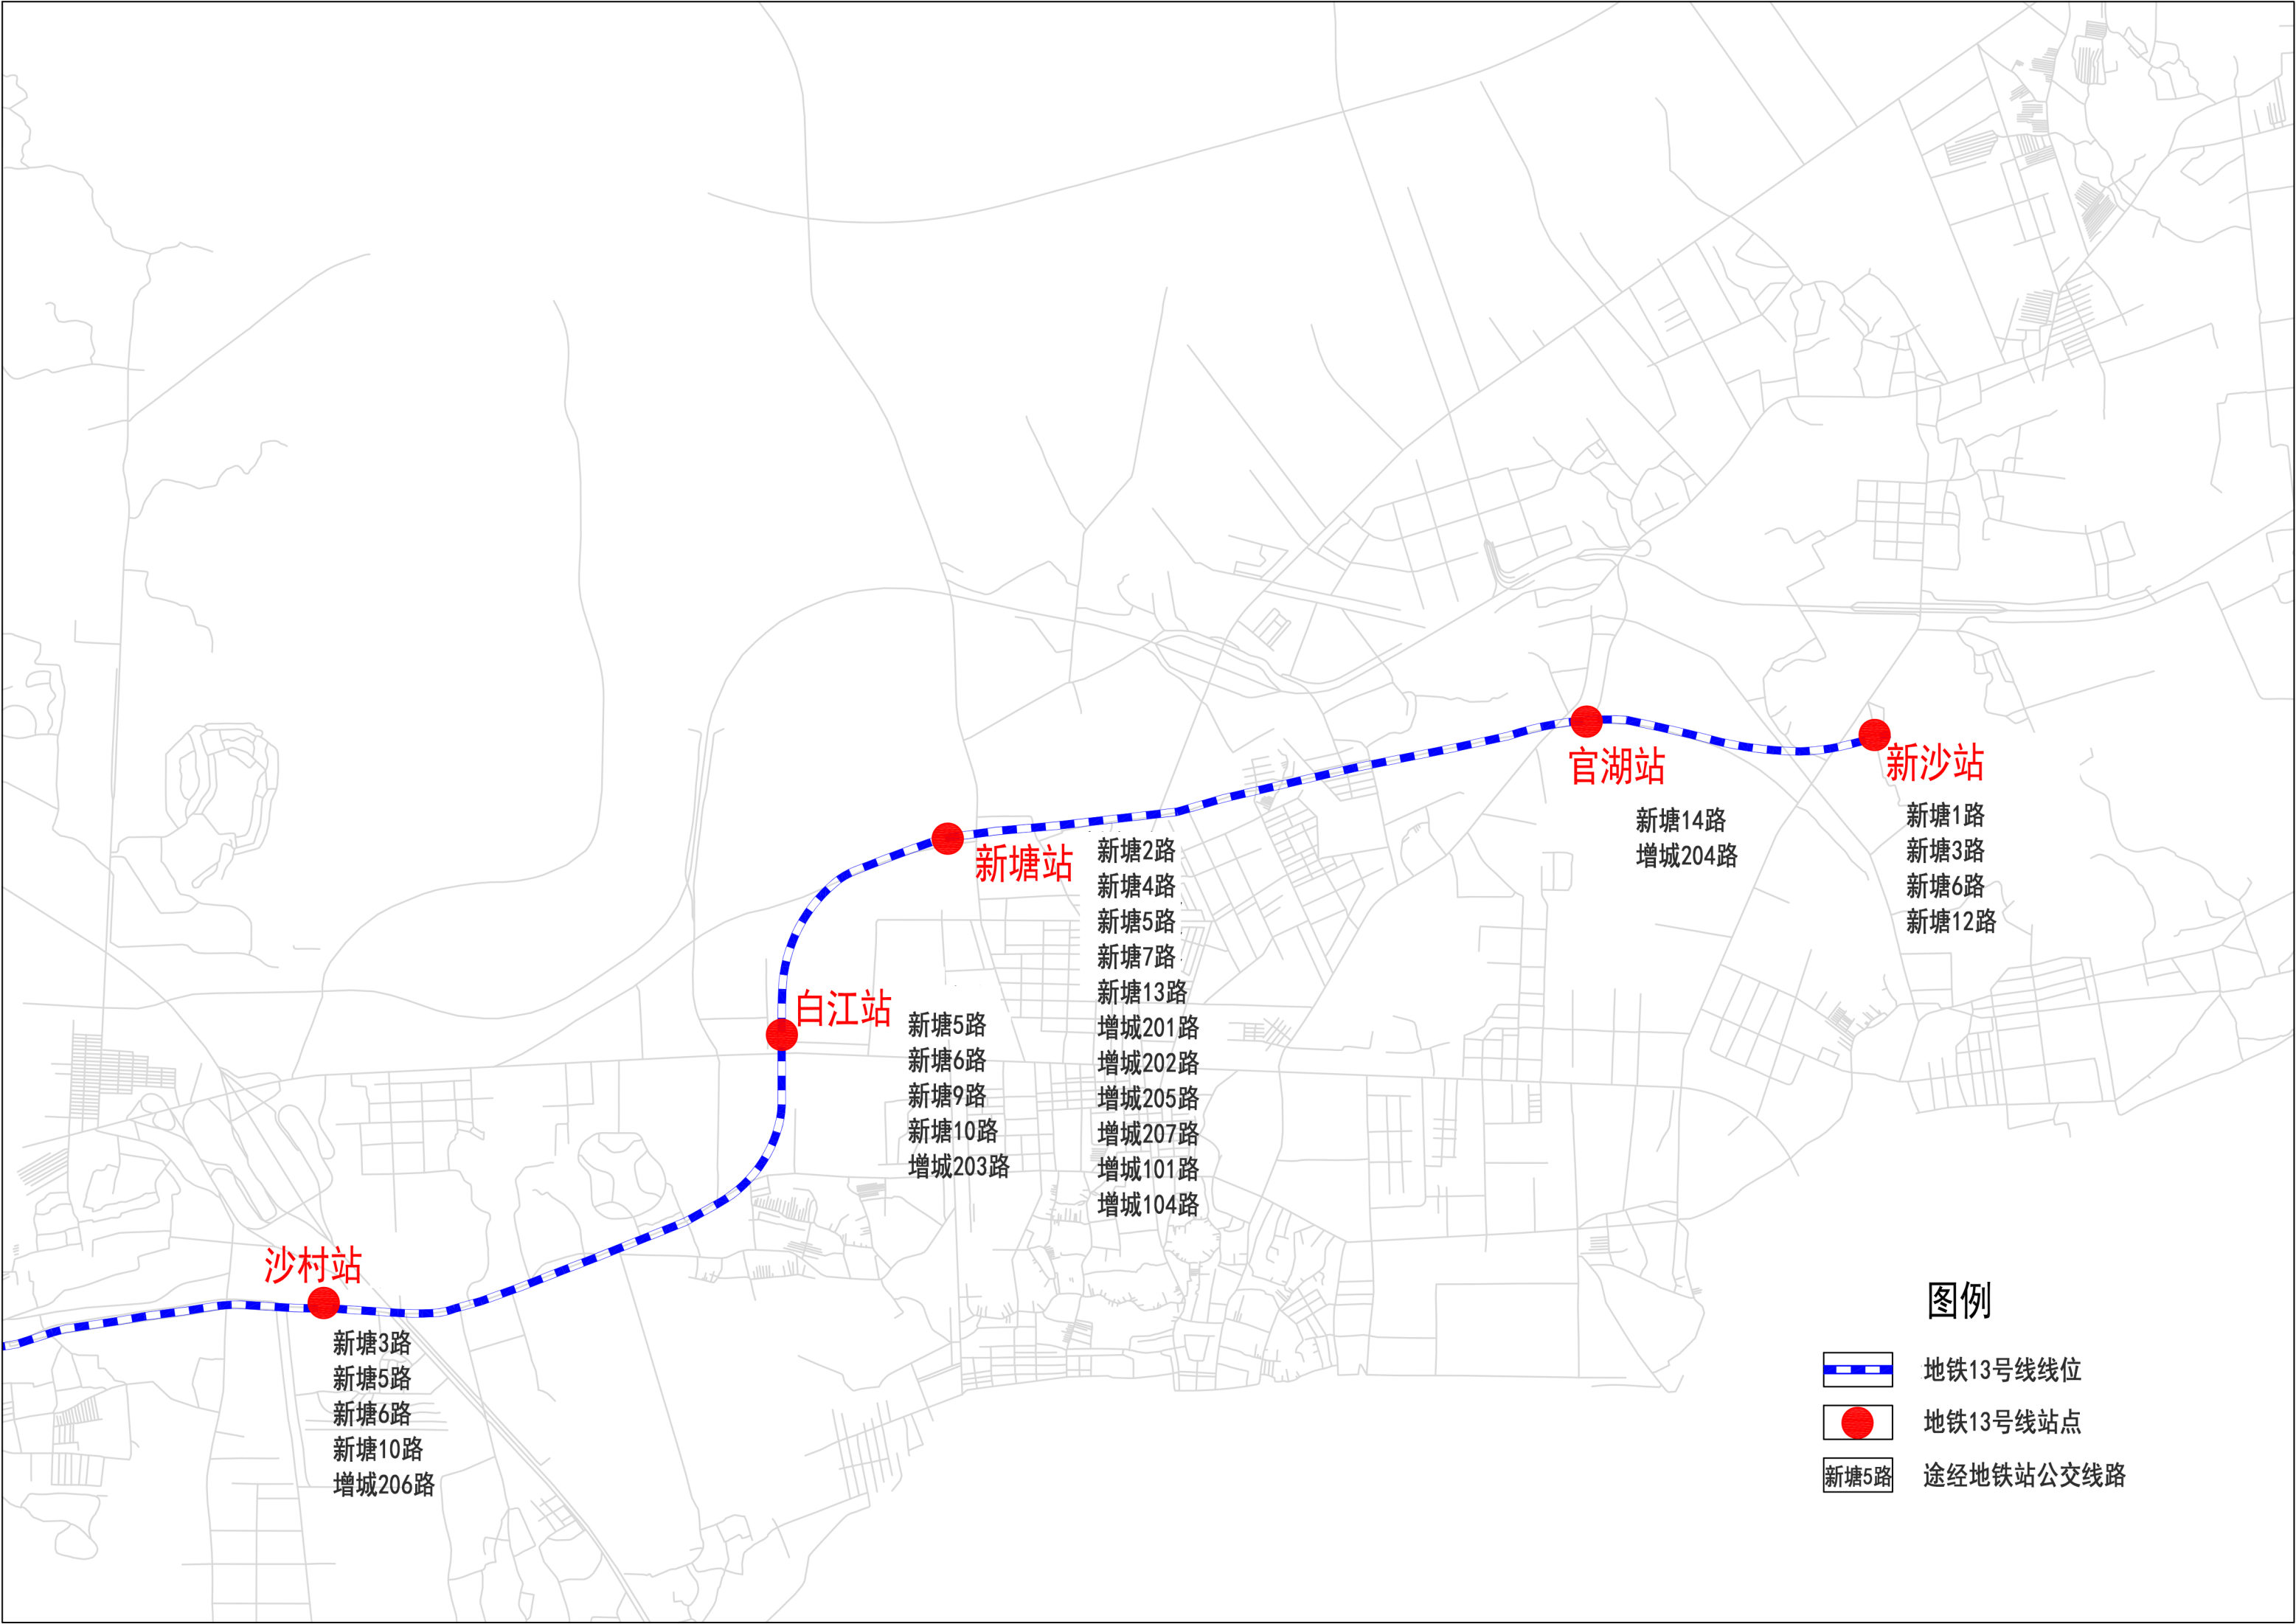 官湖站
新塘14路
增城204路
新沙站
新塘1路
新塘3路
新塘6路
新塘12路
新塘站
新塘2路
新塘4路
新塘5路
新塘7路
新塘13路
增城201路
增城202路
增城205路
增城207路
增城101路
增城104路
白江站
新塘5路
新塘6路
新塘9路
新塘10路
增城203路
沙村站
新塘3路
新塘5路
新塘6路
新塘10路
增城206路
图例
地铁13号线线位
地铁13号线站点
新塘5路 途经地铁站公交线路